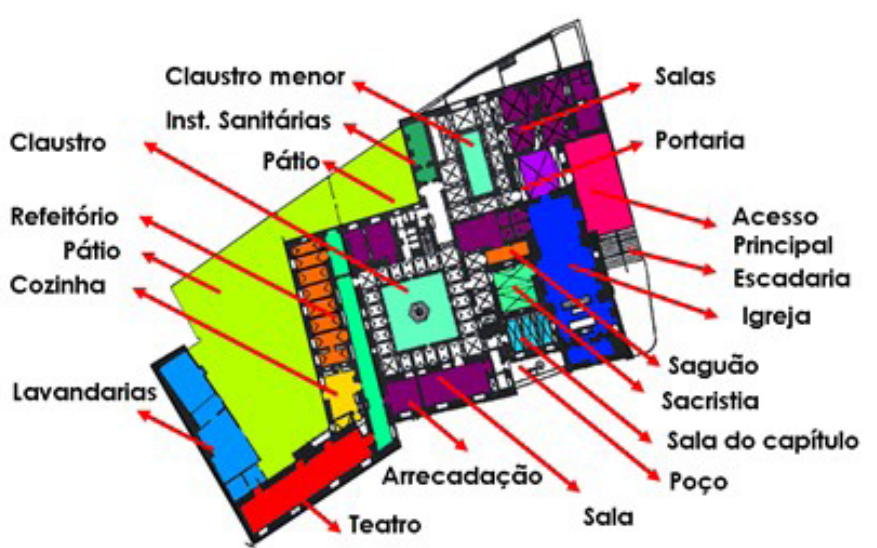 Claustro menor
Salas
Inst. Sanitárias
Claustro
Portaria
Pátio
Refeitório
Acesso
Principal
Pátio
Escadaria
Cozinha
Igreja
Saguão
Lavandarias
Sacristia
Sala do capítulo
Arrecadação
Poço
Sala
Teatro